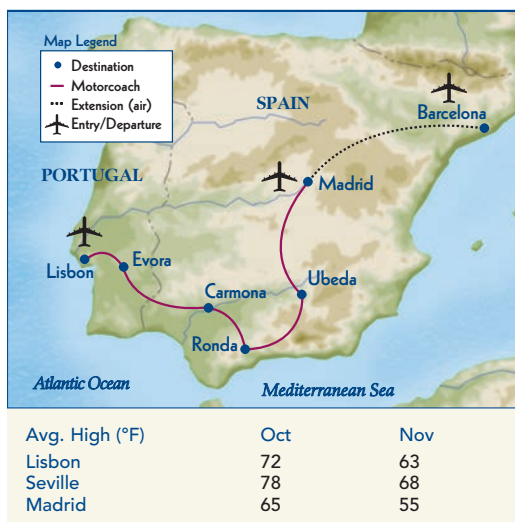 Map Legend
Destination
Motorcoach
Extension (air)
Entry/Departure
SPAIN
Barcelona
PORTUGAL
Madrid
Lisbon
Evora
Carmona
Ubeda
Ronda
Atlantic Ocean
Mediterranean Sea
Avg. High (°F) Oct Nov
Lisbon 72 63
Seville 78 68
Madrid 65 55